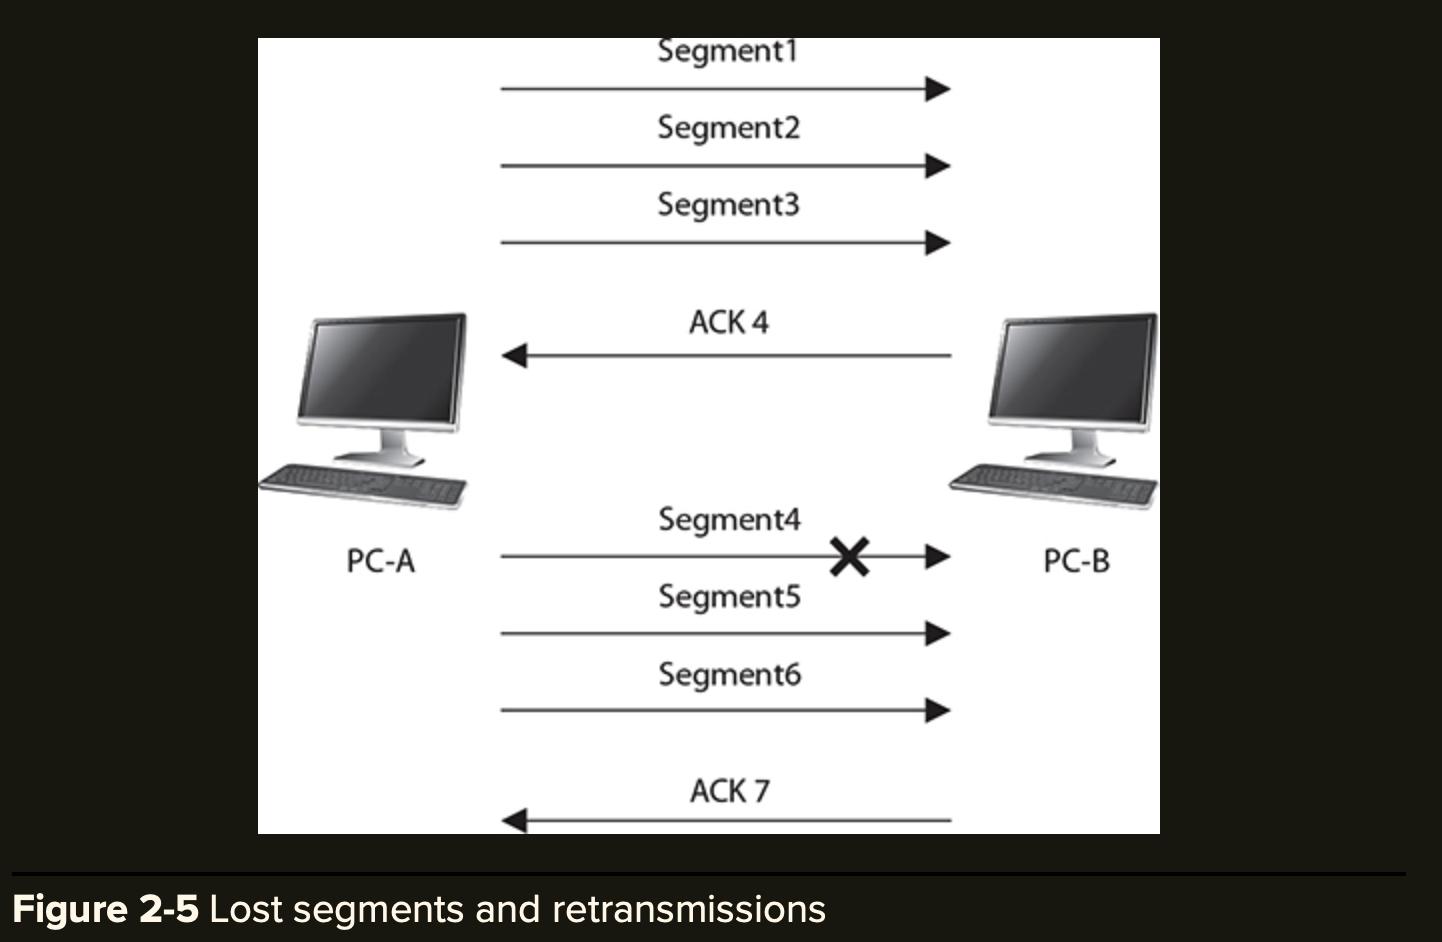 Segment1
Segment2
Segment3
ACK 4
Segment4
PC-A
PC-B
Segment5
Segment6
ACK 7
Figure 2-5 Lost segments and retransmissions